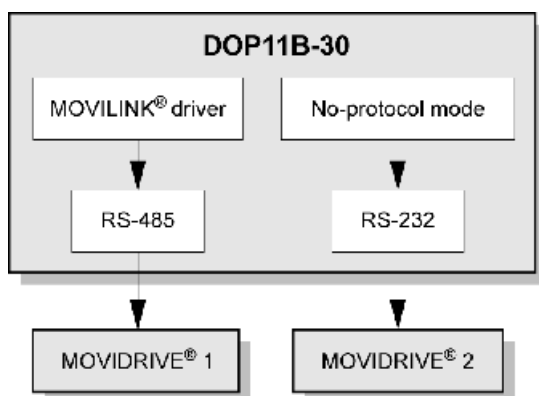 DOP11B-30
MOVILINK® driver
No-protocol mode
RS-485
RS-232
MOVIDRIVE® 1
MOVIDRIVE® 2